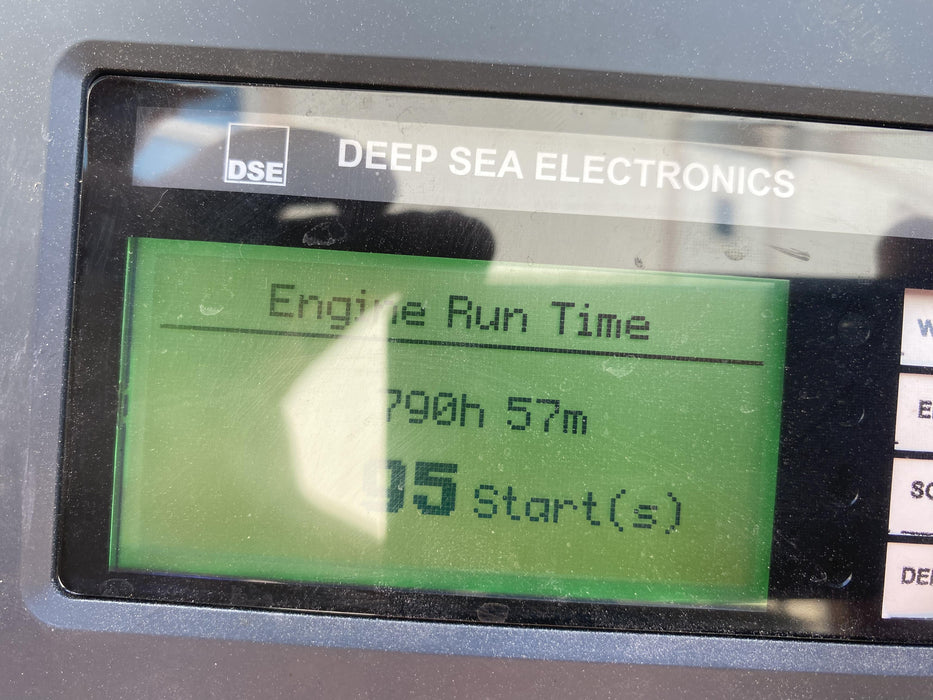 DSE
DEEP SEA ELECTRONICS
Engine Run Time
790h 57m
Start(s)